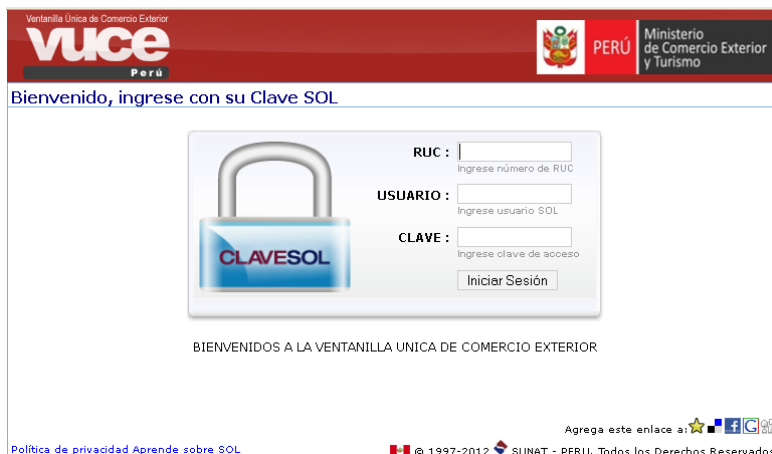 Ventanilla Única de Comercio Exterior
vuce
Perú
PERÚ
Ministerio
de Comercio Exterior
y Turismo
Bienvenido, ingrese con su Clave SOL
RUC :
Ingrese número de RUC
USUARIO :
Ingrese usuario SOL
CLAVE :
Ingrese clave de acceso
CLAVESOL
Iniciar Sesión
BIENVENIDOS A LA VENTANILLA UNICA DE COMERCIO EXTERIOR
Agrega este enlace a:
Política de privacidad Aprende sobre SOL
© 1997-2012 SUNAT - PERU. Todos los Derechos Reservados